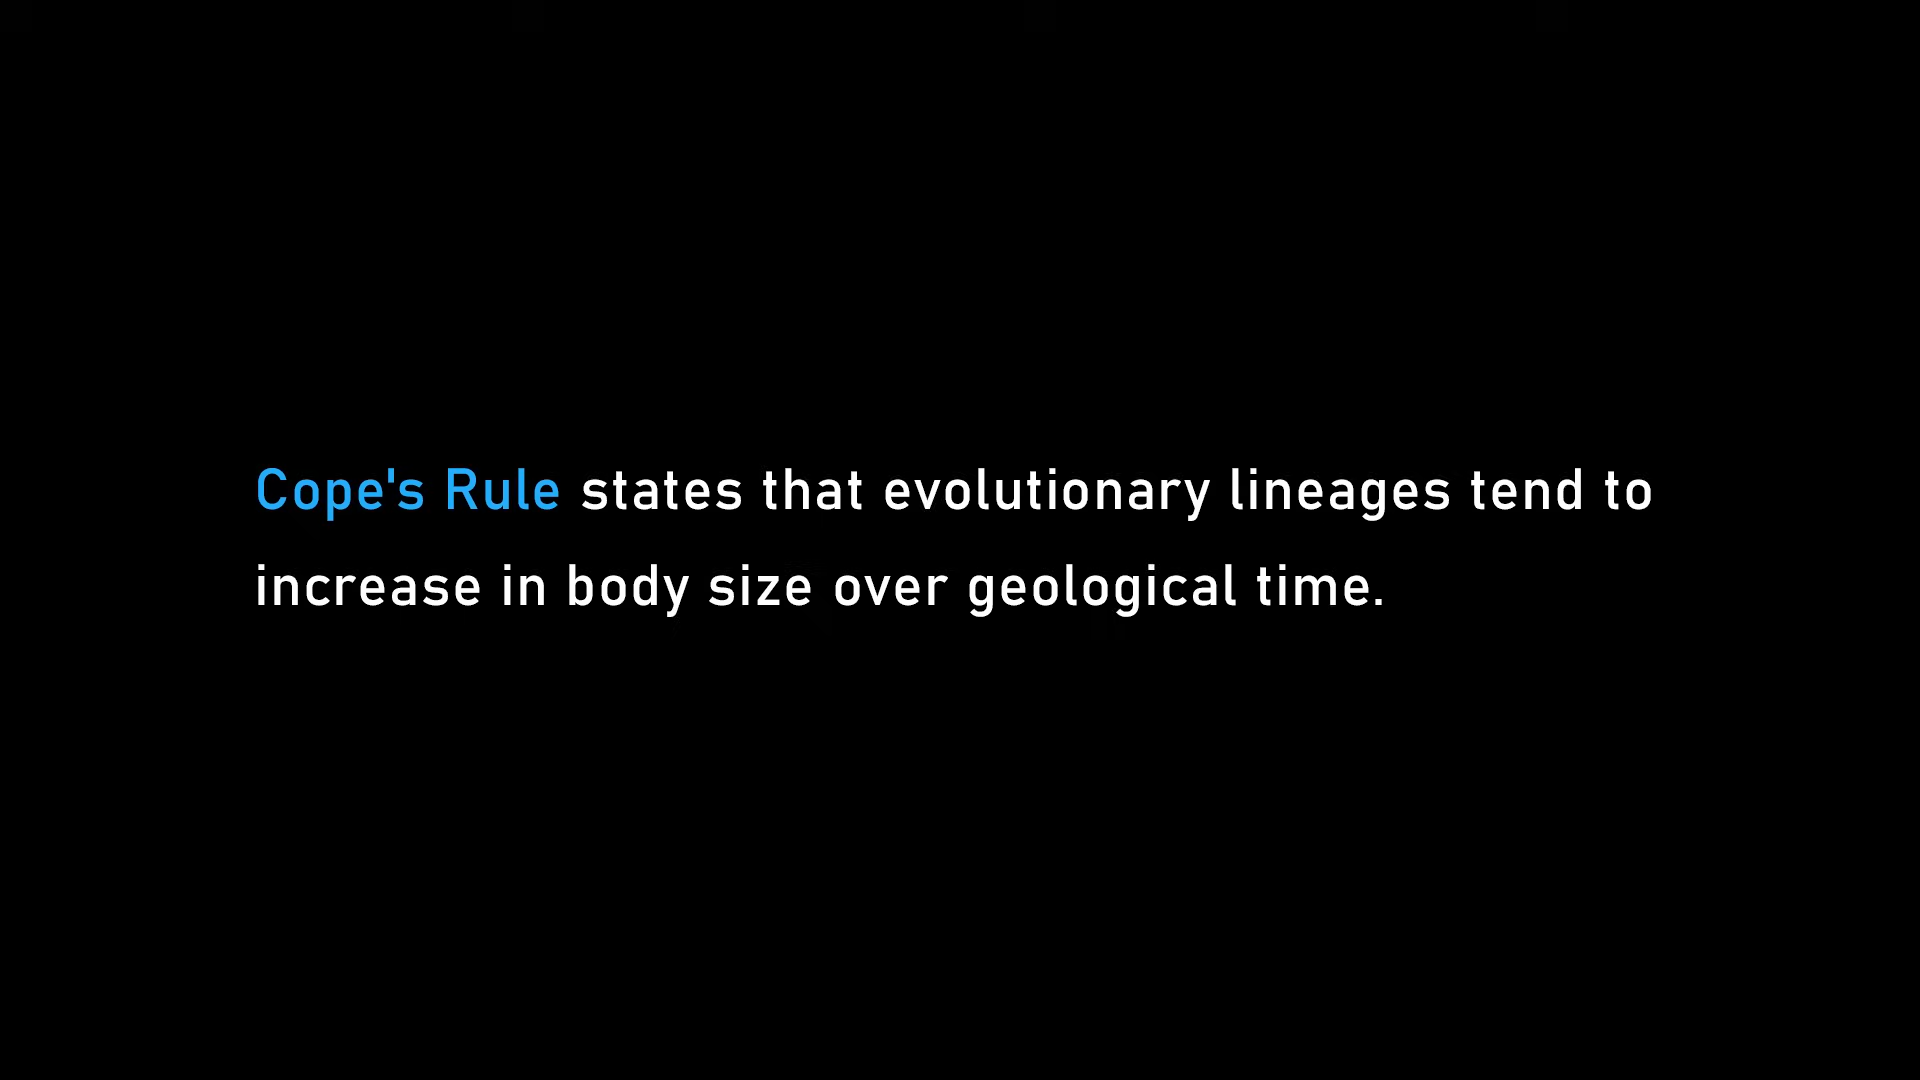 Cope's Rule states that evolutionary lineages tend to
increase in body size over geological time.